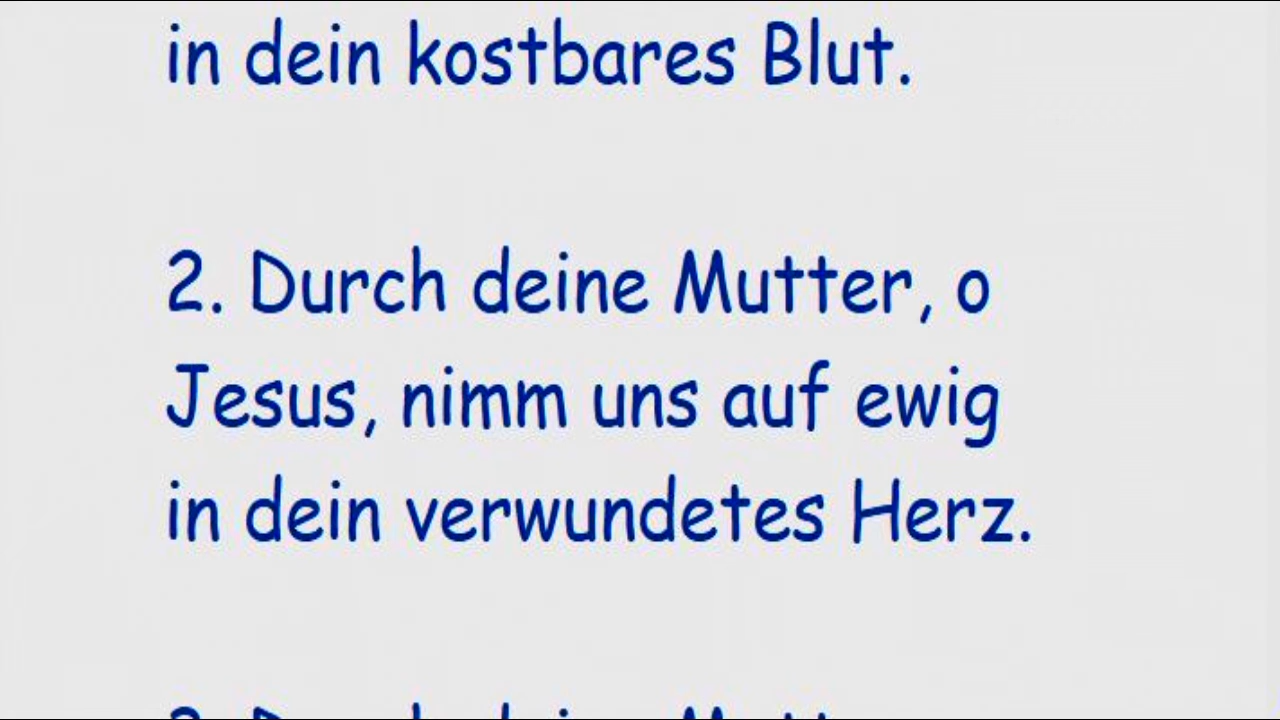 in dein kostbares Blut.
2. Durch deine Mutter, o
Jesus, nimm uns auf ewig
in dein verwundetes Herz.